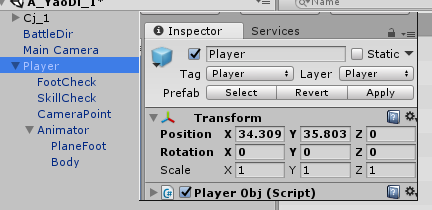 A_YaoDi_1*
Cj_1
BattleDir
Main Camera
Player
FootCheck
SkillCheck
CameraPoint
Animator
PlaneFoot
Body
Inspector Services
Player Static
Tag Player Layer Player
Prefab Select Revert Apply
Transform
Position X 34.309 Y 35.803 Z 0
Rotation X 0 Y 0 Z 0
Scale X 1 Y 1 Z 1
Player Obj (Script)